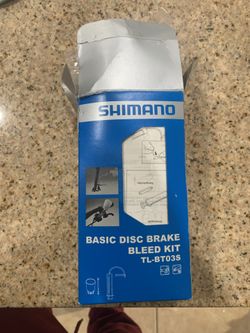 SHIMANO
BASIC DISC BRAKE
BLEED KIT
TL-BT03S